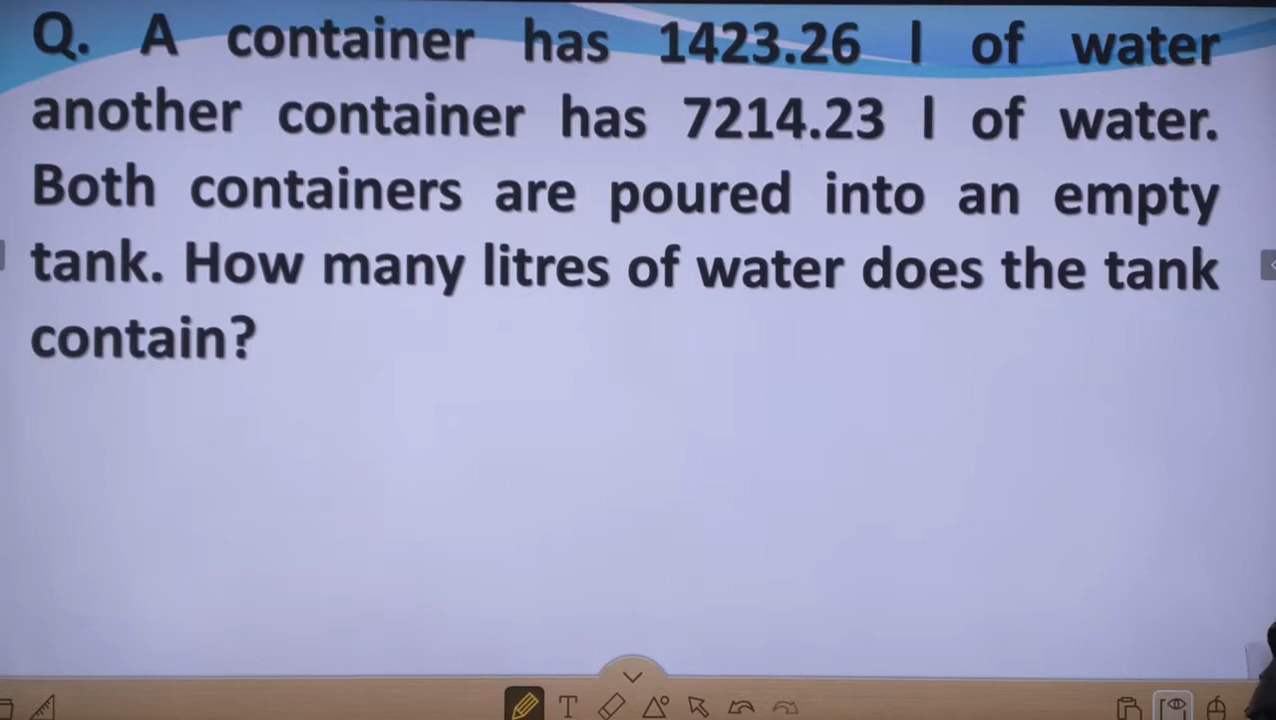 Q. A container has 1423.26 l of water
another container has 7214.23 l of water.
Both containers are poured into an empty
tank. How many litres of water does the tank
contain?
T